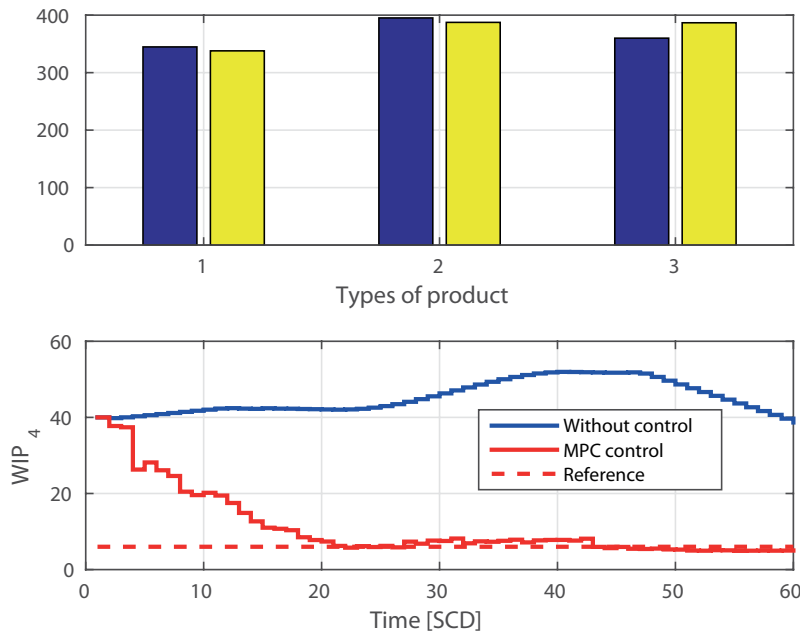 400
300
200
100
0
1 2 3
Types of product
60
40
20
0
WIP 4
Without control
MPC control
Reference
0 10 20 30 40 50 60
Time [SCD]